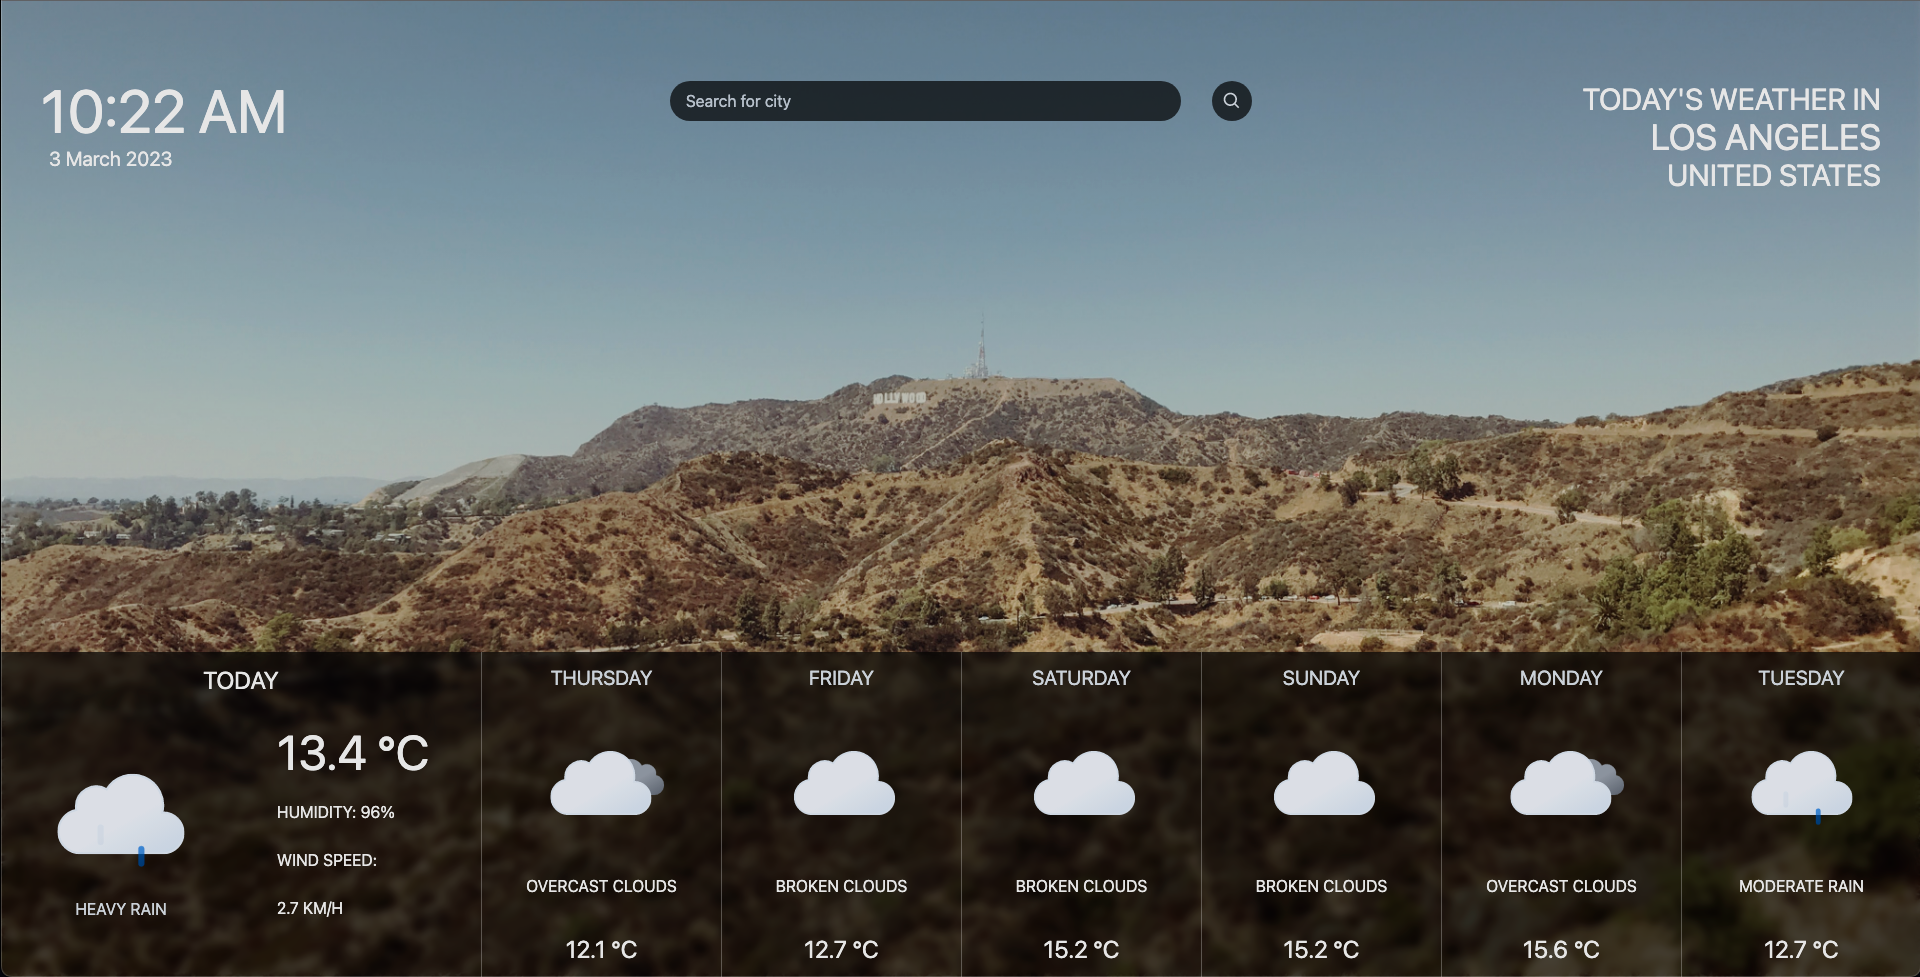 10:22 AM
3 March 2023
Search for city
TODAY'S WEATHER IN
LOS ANGELES
UNITED STATES
HOLLYWOOD
TODAY
13.4 °C
HUMIDITY: 96%
WIND SPEED:
2.7 KM/H
HEAVY RAIN
THURSDAY
OVERCAST CLOUDS
12.1 °C
FRIDAY
BROKEN CLOUDS
12.7 °C
SATURDAY
BROKEN CLOUDS
15.2 °C
SUNDAY
BROKEN CLOUDS
15.2 °C
MONDAY
OVERCAST CLOUDS
15.6 °C
TUESDAY
MODERATE RAIN
12.7 °C